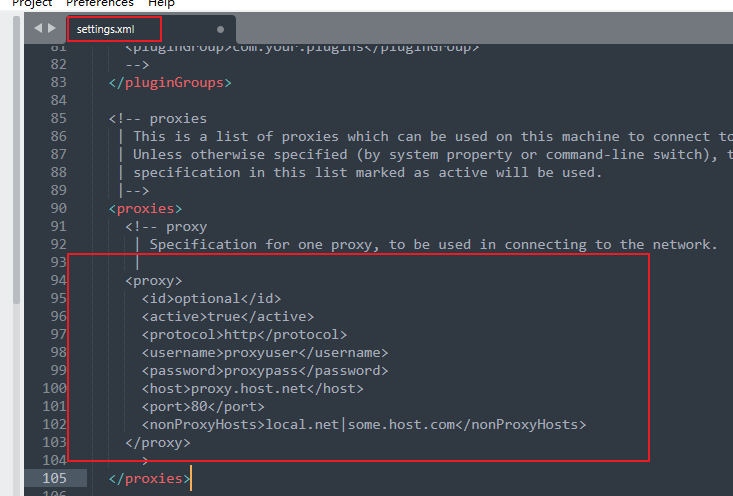 Project Preferences Help
settings.xml
81 <pluginGroup>com.your.plugins</pluginGroup>
82 -->
83 </pluginGroups>
84
85 <!-- proxies
86 | This is a list of proxies which can be used on this machine to connect to
87 | Unless otherwise specified (by system property or command-line switch), t
88 | specification in this list marked as active will be used.
89 |-->
90 <proxies>
91 <!-- proxy
92 | Specification for one proxy, to be used in connecting to the network.
93 |
94 <proxy>
95 <id>optional</id>
96 <active>true</active>
97 <protocol>http</protocol>
98 <username>proxyuser</username>
99 <password>proxypass</password>
100 <host>proxy.host.net</host>
101 <port>80</port>
102 <nonProxyHosts>local.net|some.host.com</nonProxyHosts>
103 </proxy>
104 -->
105 </proxies>
106